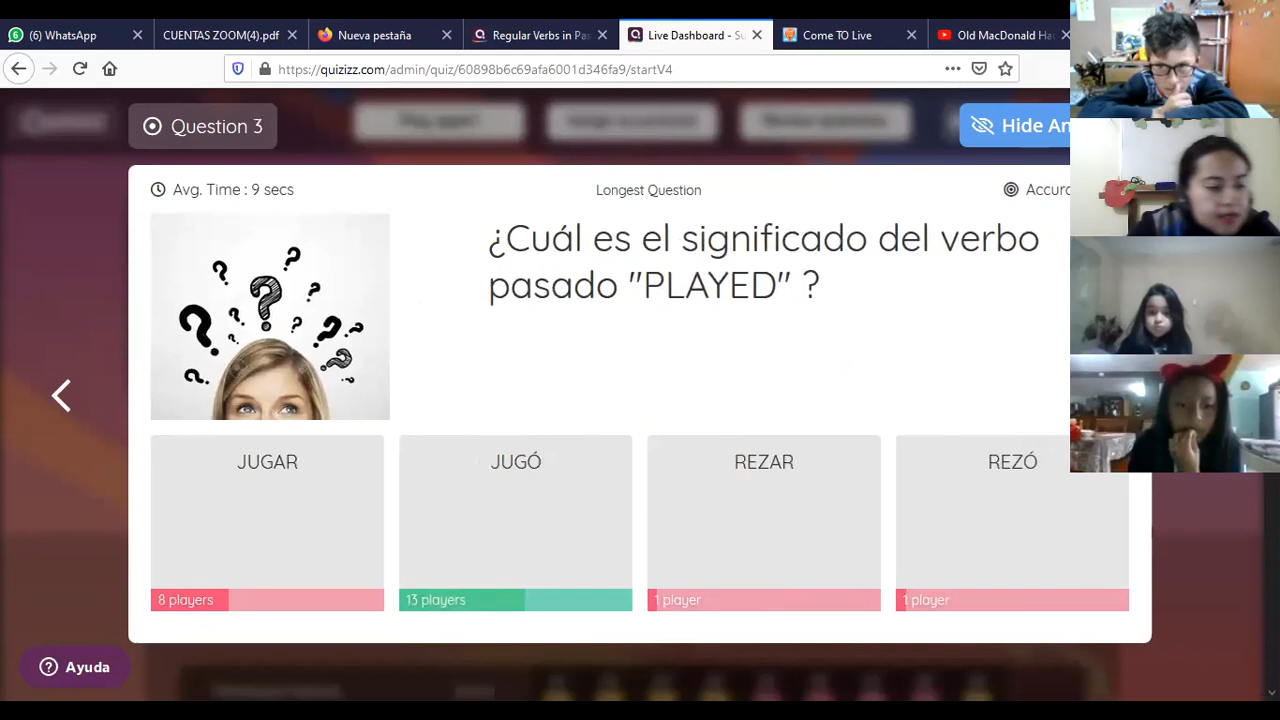 (6) WhatsApp
CUENTAS ZOOM(4).pdf
Nueva pestaña
Regular Verbs in Pas
Live Dashboard - Su
Come TO Live
Old MacDonald Ha
https://quizizz.com/admin/quiz/60898b6c69afa6001d346fa9/startV4
Question 3
Hide An
Avg. Time : 9 secs
Longest Question
Accura
¿Cuál es el significado del verbo
pasado "PLAYED" ?
JUGAR
JUGÓ
REZAR
REZÓ
8 players
13 players
1 player
1 player
Ayuda